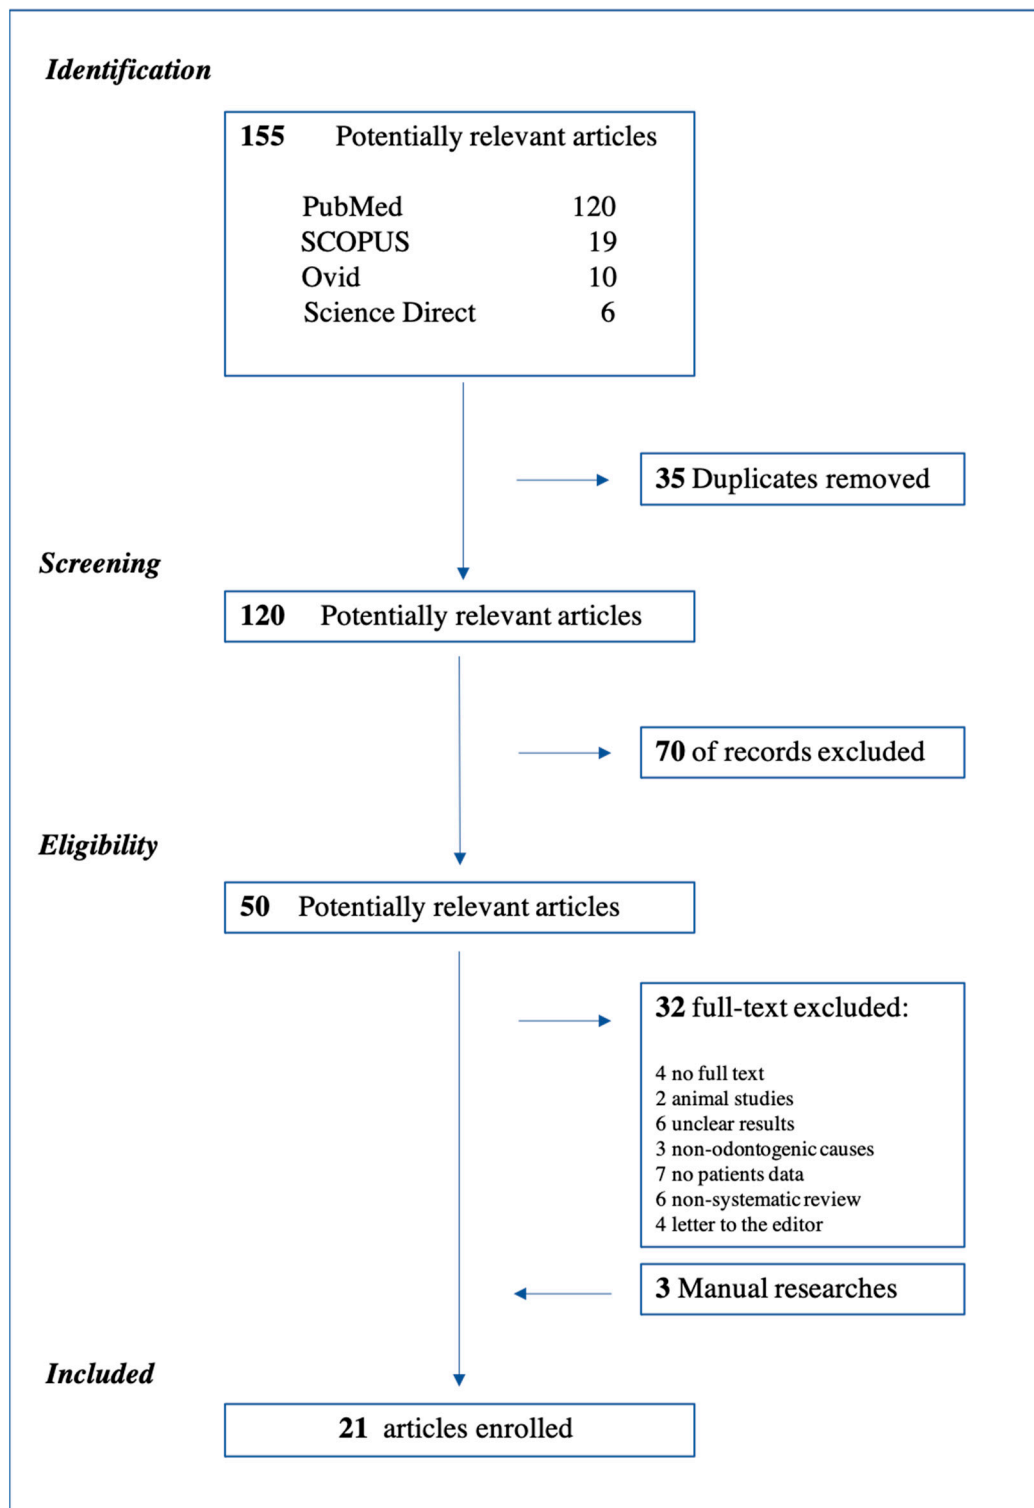 Identification
155 Potentially relevant articles
PubMed 120
SCOPUS 19
Ovid 10
Science Direct 6
35 Duplicates removed
Screening
120 Potentially relevant articles
70 of records excluded
Eligibility
50 Potentially relevant articles
32 full-text excluded:
4 no full text
2 animal studies
6 unclear results
3 non-odontogenic causes
7 no patients data
6 non-systematic review
4 letter to the editor
3 Manual researches
Included
21 articles enrolled